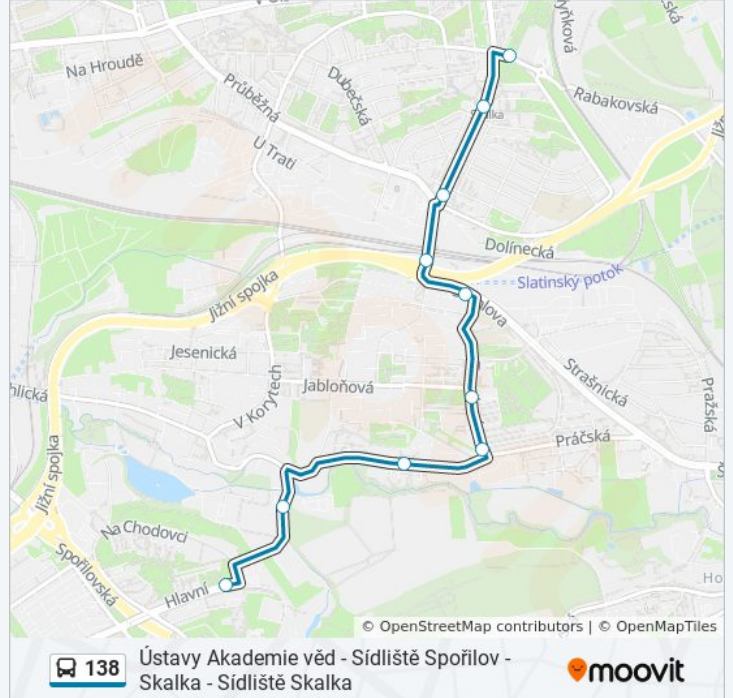 Na Hroudě
Průběžná
Dubečská
U Trati
Rabakovská
Dolínecká
Slatinský potok
Jižní spojka
Jesenická
Jabloňová
V Korytech
Strašnická
Pražská
Práčská
Jižní spojka
Na Chodovci
Spořilovská
Hlavní
© OpenStreetMap contributors | © OpenMapTiles
138
Ústavy Akademie věd - Sídliště Spořilov -
Skalka - Sídliště Skalka
moovit